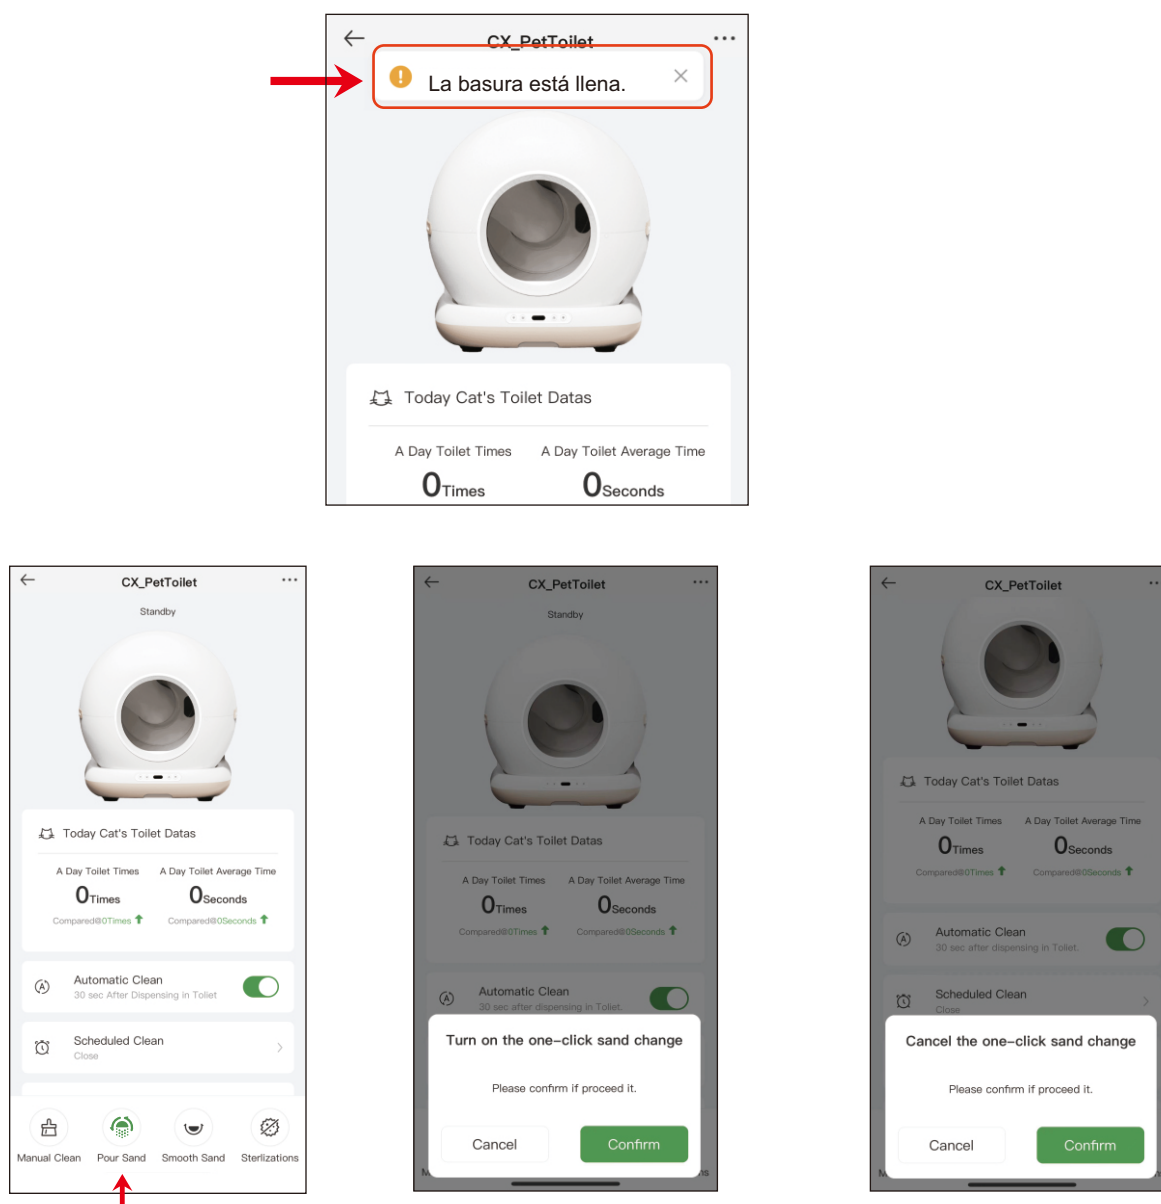 CX_PetToilet
La basura está llena.
Today Cat's Toilet Datas
A Day Toilet Times A Day Toilet Average Time
0Times 0Seconds
CX_PetToilet
Standby
Today Cat's Toilet Datas
A Day Toilet Times A Day Toilet Average Time
0Times 0Seconds
Compared@0Times Compared@0Seconds
Automatic Clean
30 sec After Dispensing in Toliet
Scheduled Clean
Close
Manual Clean Pour Sand Smooth Sand Sterlizations
CX_PetToilet
Standby
Today Cat's Toilet Datas
A Day Toilet Times A Day Toilet Average Time
0Times 0Seconds
Compared@0Times Compared@0Seconds
Automatic Clean
30 sec after dispensing in Toliet.
Turn on the one-click sand change
Please confirm if proceed it.
Cancel Confirm
CX_PetToilet
Today Cat's Toilet Datas
A Day Toilet Times A Day Toilet Average Time
0Times 0Seconds
Compared@0Times Compared@0Seconds
Automatic Clean
30 sec after dispensing in Toliet.
Scheduled Clean
Close
Cancel the one-click sand change
Please confirm if proceed it.
Cancel Confirm